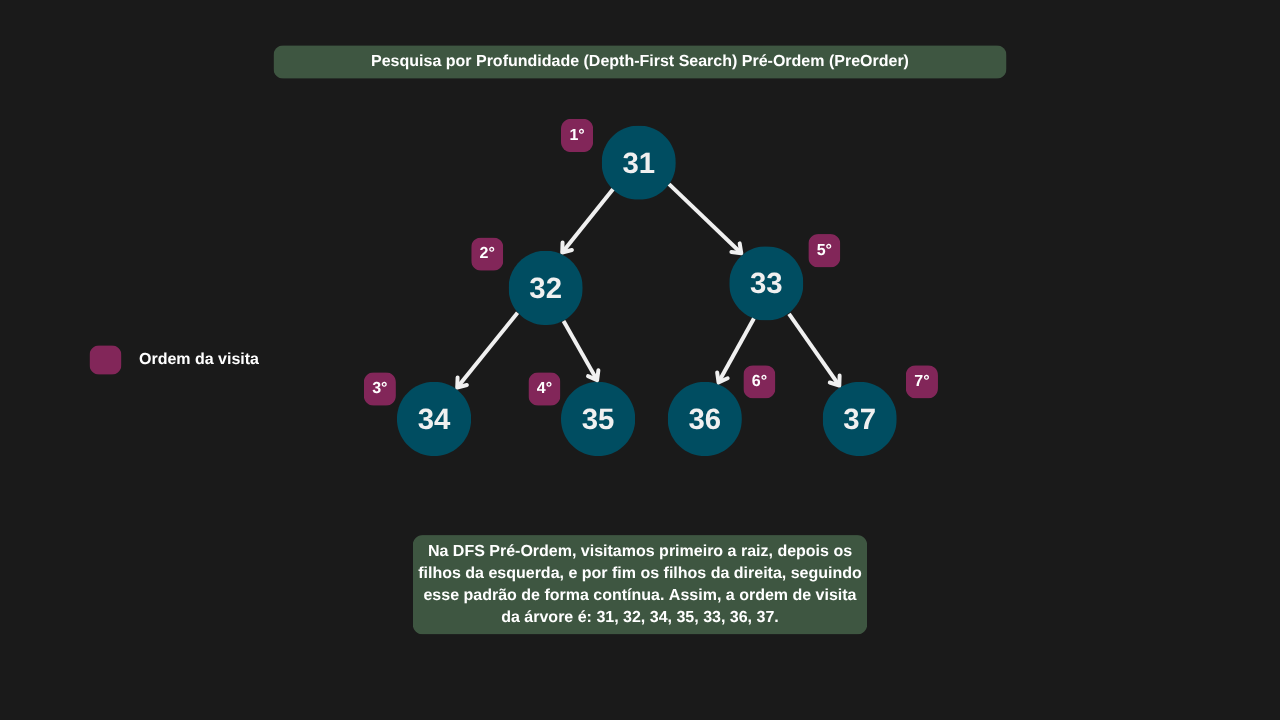 Pesquisa por Profundidade (Depth-First Search) Pré-Ordem (PreOrder)
1°
31
2°
32
5°
33
Ordem da visita
3°
34
4°
35
36
6°
37
7°
Na DFS Pré-Ordem, visitamos primeiro a raiz, depois os
filhos da esquerda, e por fim os filhos da direita, seguindo
esse padrão de forma contínua. Assim, a ordem de visita
da árvore é: 31, 32, 34, 35, 33, 36, 37.